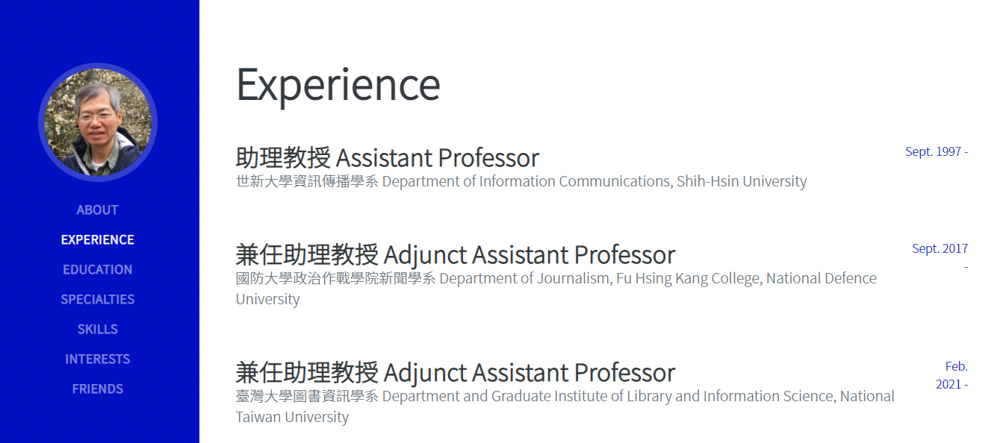 ABOUT
EXPERIENCE
EDUCATION
SPECIALTIES
SKILLS
INTERESTS
FRIENDS
Experience
助理教授 Assistant Professor
Sept. 1997 -
世新大學資訊傳播學系 Department of Information Communications, Shih-Hsin University
兼任助理教授 Adjunct Assistant Professor
Sept. 2017
-
國防大學政治作戰學院新聞學系 Department of Journalism, Fu Hsing Kang College, National Defence
University
兼任助理教授 Adjunct Assistant Professor
Feb.
2021 -
臺灣大學圖書資訊學系 Department and Graduate Institute of Library and Information Science, National
Taiwan University